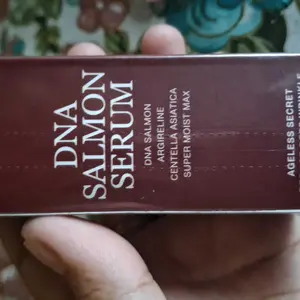 DNA
SALMON
SERUM
DNA SALMON
ARGIRELINE
CENTELLA ASIATICA
SUPER MOIST MAX
AGELESS SECRET